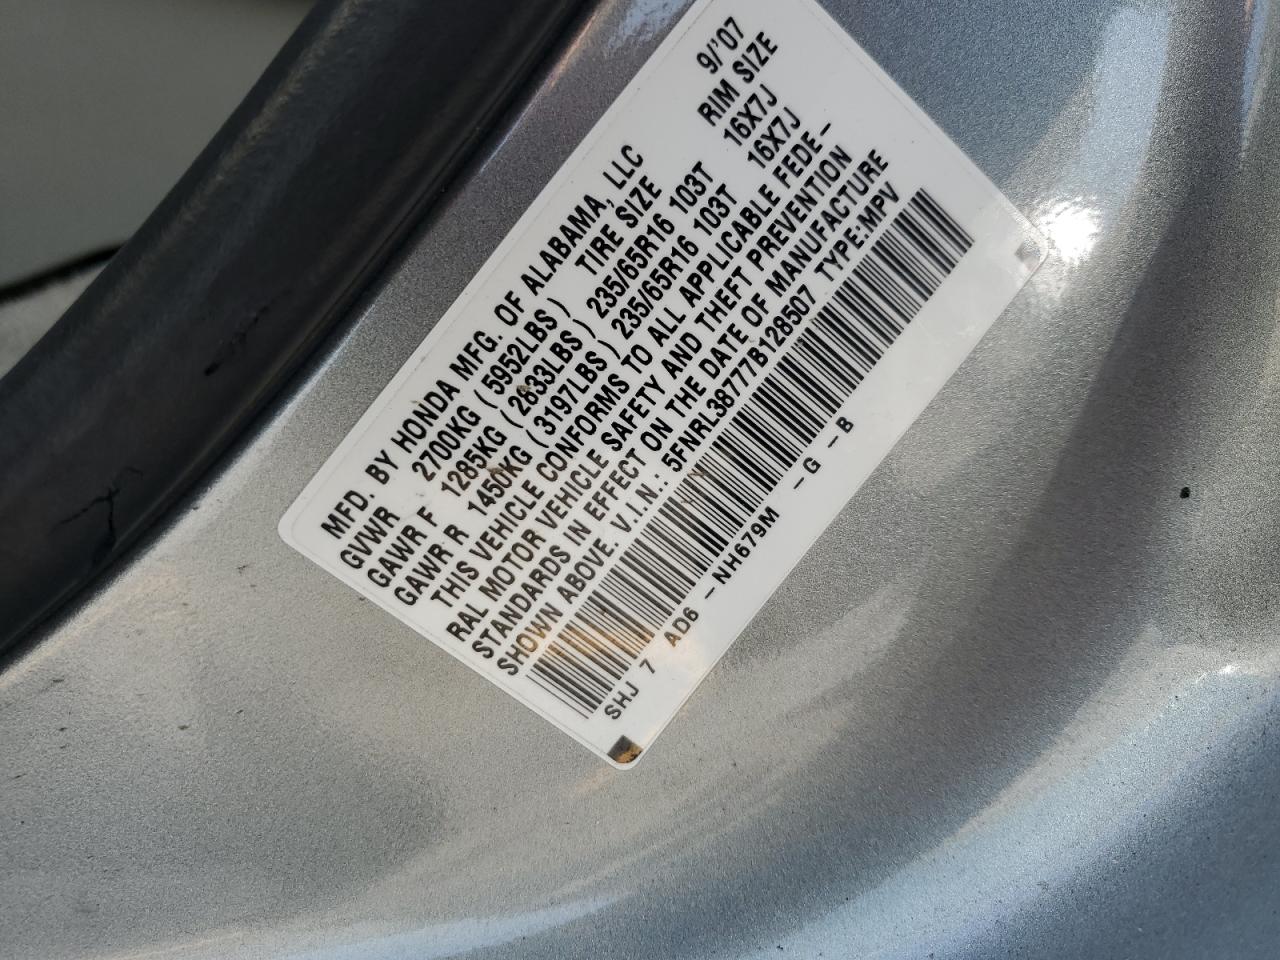 MFD. BY HONDA MFG. OF ALABAMA, LLC 9/'07
GVWR 2700KG (5952LBS) TIRE SIZE RIM SIZE
GAWR F 1285KG (2833LBS) 235/65R16 103T 16X7J
GAWR R 1450KG (3197LBS) 235/65R16 103T 16X7J
THIS VEHICLE CONFORMS TO ALL APPLICABLE FEDE-
RAL MOTOR VEHICLE SAFETY AND THEFT PREVENTION
STANDARDS IN EFFECT ON THE DATE OF MANUFACTURE
SHOWN ABOVE. V.I.N.: 5FNRL38777B128507 TYPE:MPV
SHJ 7 AD6 - NH679M - G - B